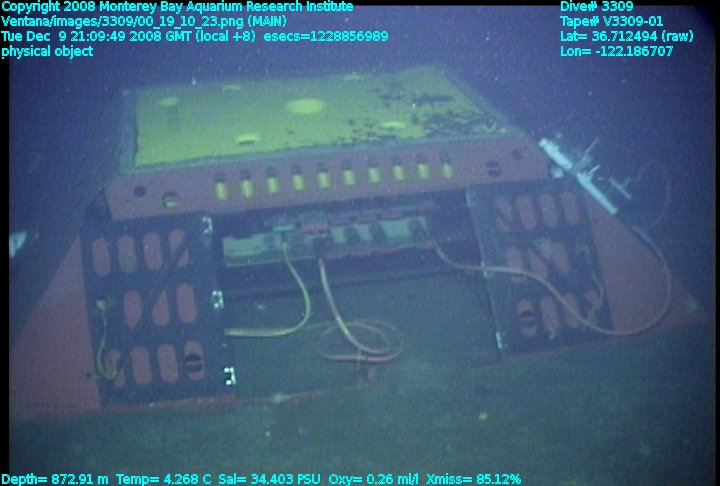 Copyright 2008 Monterey Bay Aquarium Research Institute
Ventana/images/3309/00_19_10_23.png (MAIN)
Tue Dec 9 21:09:49 2008 GMT (local +8) esecs=1228856989
physical object
Dive# 3309
Tape# V3309-01
Lat= 36.712494 (raw)
Lon= -122.186707
Depth= 872.91 m Temp= 4.268 C Sal= 34.403 PSU Oxy= 0.26 ml/l Xmiss= 85.12%